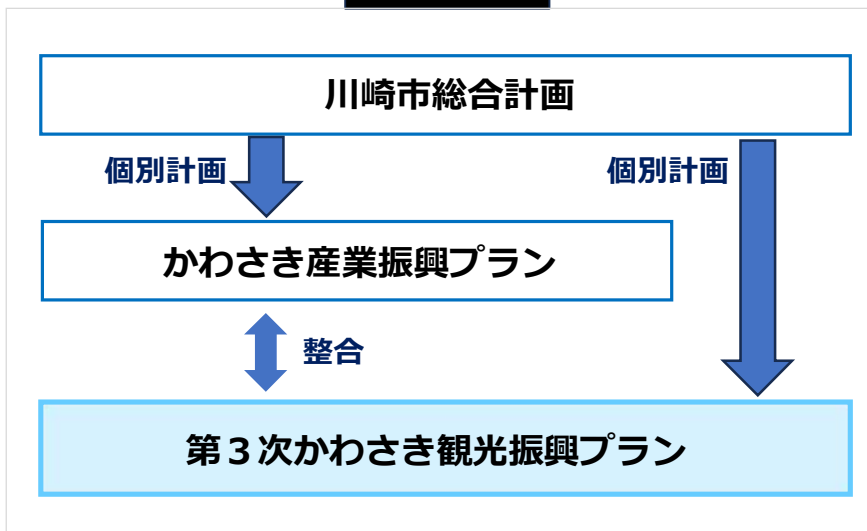 川崎市総合計画
個別計画
個別計画
かわさき産業振興プラン
整合
第３次かわさき観光振興プラン